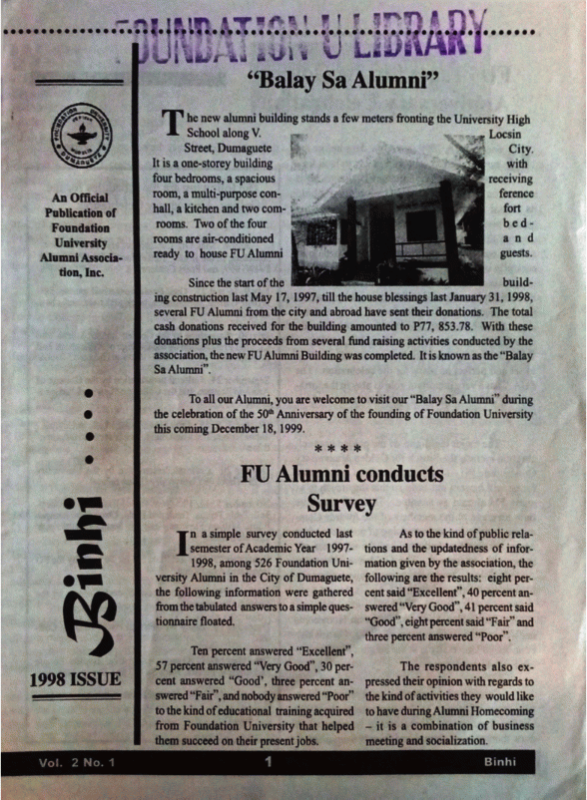 FOUNDATION U LIBRARY
"Balay Sa Alumni"
The new alumni building stands a few meters fronting the University High
School along V. Locsin
Street, Dumaguete City.
It is a one-storey building with
four bedrooms, a spacious receiving
room, a multi-purpose con- ference
hall, a kitchen and two com- fort
rooms. Two of the four bed-
rooms are air-conditioned and
ready to house FU Alumni guests.
Since the start of the build-
ing construction last May 17, 1997, till the house blessings last January 31, 1998,
several FU Alumni from the city and abroad have sent their donations. The total
cash donations received for the building amounted to P77, 853.78. With these
donations plus the proceeds from several fund raising activities conducted by the
association, the new FU Alumni Building was completed. It is known as the "Balay
Sa Alumni".
To all our Alumni, you are welcome to visit our "Balay Sa Alumni" during
the celebration of the 50th Anniversary of the founding of Foundation University
this coming December 18, 1999.
****
FU Alumni conducts
Survey
In a simple survey conducted last
semester of Academic Year 1997-
1998, among 526 Foundation Uni-
versity Alumni in the City of Dumaguete,
the following information were gathered
from the tabulated answers to a simple ques-
tionnaire floated.
Ten percent answered "Excellent",
57 percent answered "Very Good", 30 per-
cent answered "Good', three percent an-
swered "Fair", and nobody answered "Poor"
to the kind of educational training acquired
from Foundation University that helped
them succeed on their present jobs.
As to the kind of public rela-
tions and the updatedness of infor-
mation given by the association, the
following are the results: eight per-
cent said "Excellent", 40 percent an-
swered "Very Good", 41 percent said
"Good", eight percent said "Fair" and
three percent answered "Poor".
The respondents also ex-
pressed their opinion with regards to
the kind of activities they would like
to have during Alumni Homecoming
– it is a combination of business
meeting and socialization.
FOUNDATION UNIVERSITY
DUMAGUETE
An Official
Publication of
Foundation
University
Alumni Associa-
tion, Inc.
Binhi ....
1998 ISSUE
Vol. 2 No. 1
1
Binhi